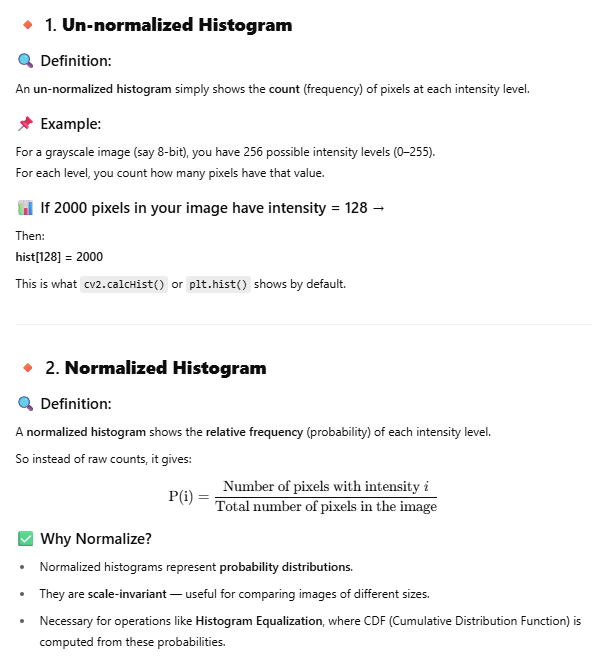 1. Un-normalized Histogram
Definition:
An un-normalized histogram simply shows the count (frequency) of pixels at each intensity level.
Example:
For a grayscale image (say 8-bit), you have 256 possible intensity levels (0–255).
For each level, you count how many pixels have that value.
If 2000 pixels in your image have intensity = 128 →
Then:
hist[128] = 2000
This is what cv2.calcHist() or plt.hist() shows by default.
2. Normalized Histogram
Definition:
A normalized histogram shows the relative frequency (probability) of each intensity level.
So instead of raw counts, it gives:
P(i) = Number of pixels with intensity i / Total number of pixels in the image
Why Normalize?
• Normalized histograms represent probability distributions.
• They are scale-invariant — useful for comparing images of different sizes.
• Necessary for operations like Histogram Equalization, where CDF (Cumulative Distribution Function) is
computed from these probabilities.